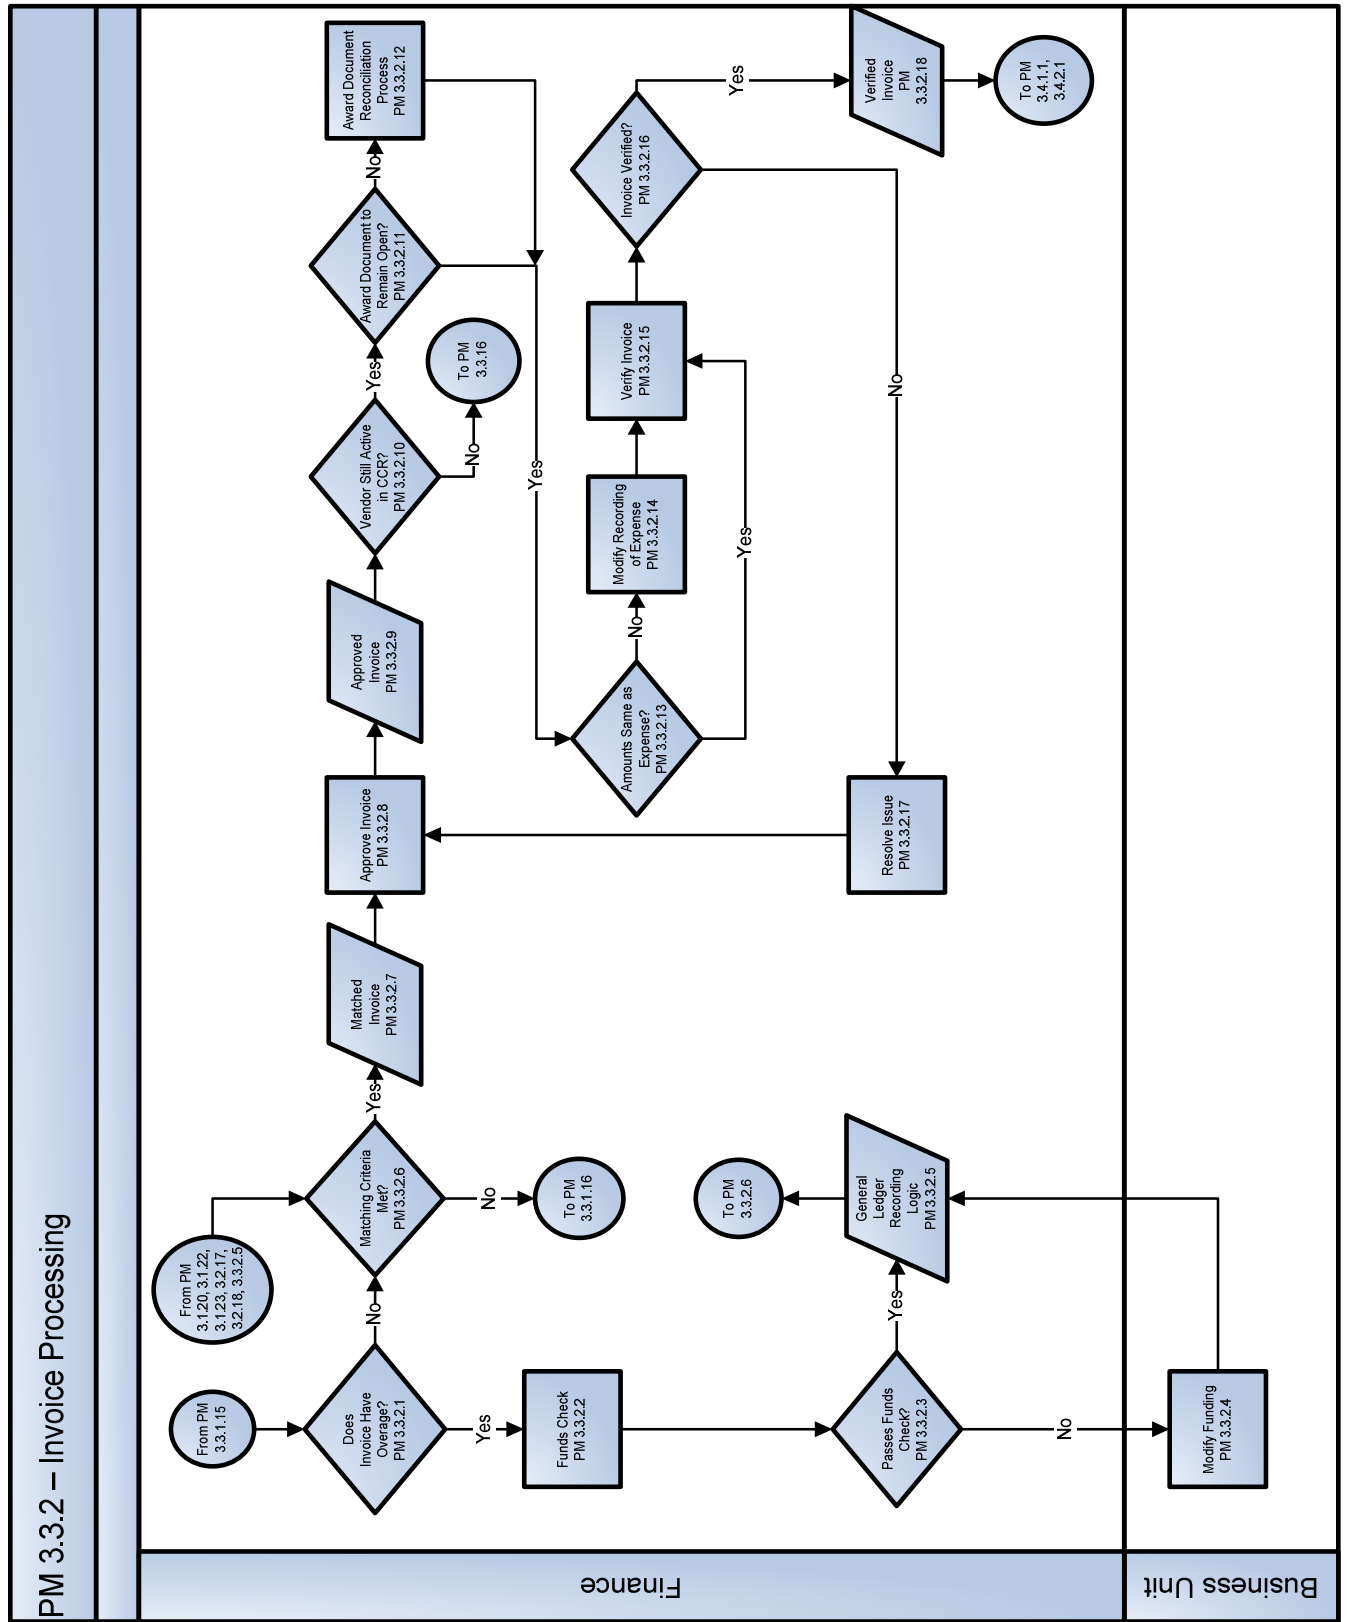 PM 3.3.2 – Invoice Processing
Finance
Business Unit
From PM
3.3.1.15
From PM
3.1.20, 3.1.22,
3.1.23, 3.2.17,
3.2.18, 3.3.2.5
Does
Invoice Have
Overage?
PM 3.3.2.1
No
Yes
Matching Criteria
Met?
PM 3.3.2.6
Yes
No
To PM
3.3.1.16
Matched
Invoice
PM 3.3.2.7
Approve Invoice
PM 3.3.2.8
Approved
Invoice
PM 3.3.2.9
Vendor Still Active
in CCR?
PM 3.3.2.10
Yes
No
To PM
3.3.16
Award Document to
Remain Open?
PM 3.3.2.11
No
Yes
Award Document
Reconciliation
Process
PM 3.3.2.12
Funds Check
PM 3.3.2.2
Amounts Same as
Expense?
PM 3.3.2.13
No
Yes
Modify Recording
of Expense
PM 3.3.2.14
Verify Invoice
PM 3.3.2.15
Invoice Verified?
PM 3.3.2.16
Yes
No
Passes Funds
Check?
PM 3.3.2.3
Yes
No
General
Ledger
Recording
Logic
PM 3.3.2.5
To PM
3.3.2.6
Resolve Issue
PM 3.3.2.17
Verified
Invoice
PM
3.3.2.18
To PM
3.4.1.1,
3.4.2.1
Modify Funding
PM 3.3.2.4